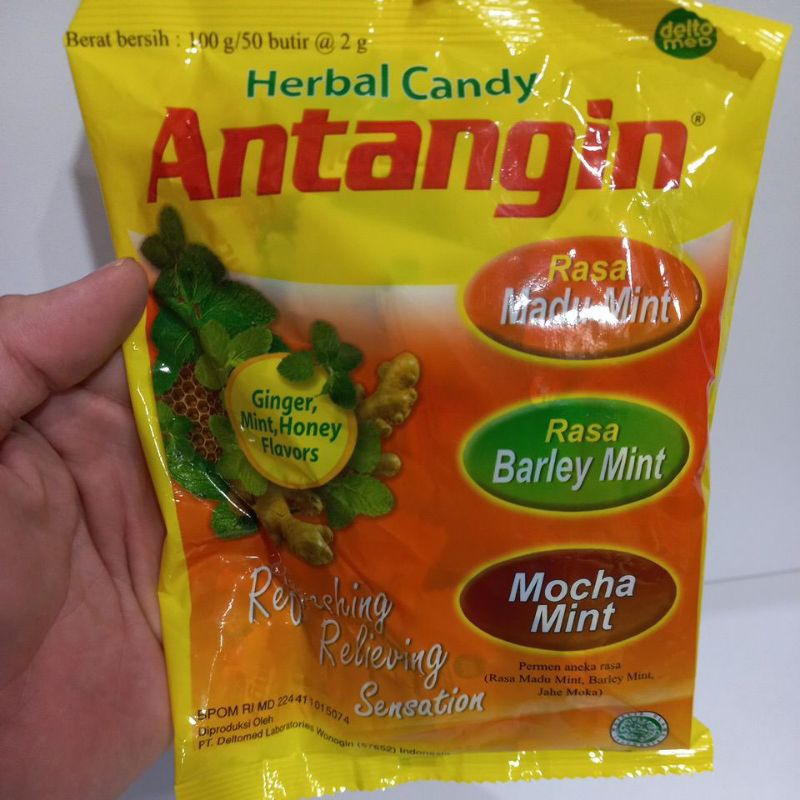 Berat bersih : 100 g/50 butir @ 2 g
delto
med
Herbal Candy
Antangin®
Rasa
Madu Mint
Ginger,
Mint, Honey
Flavors
Rasa
Barley Mint
Mocha
Mint
Refreshing
Relieving
Sensation
Permen aneka rasa
(Rasa Madu Mint, Barley Mint,
Jahe Moka)
BPOM RI MD 224411015074
Diproduksi Oleh
PT. Deltomed Laboratories Wonogiri (57652) Indonesia